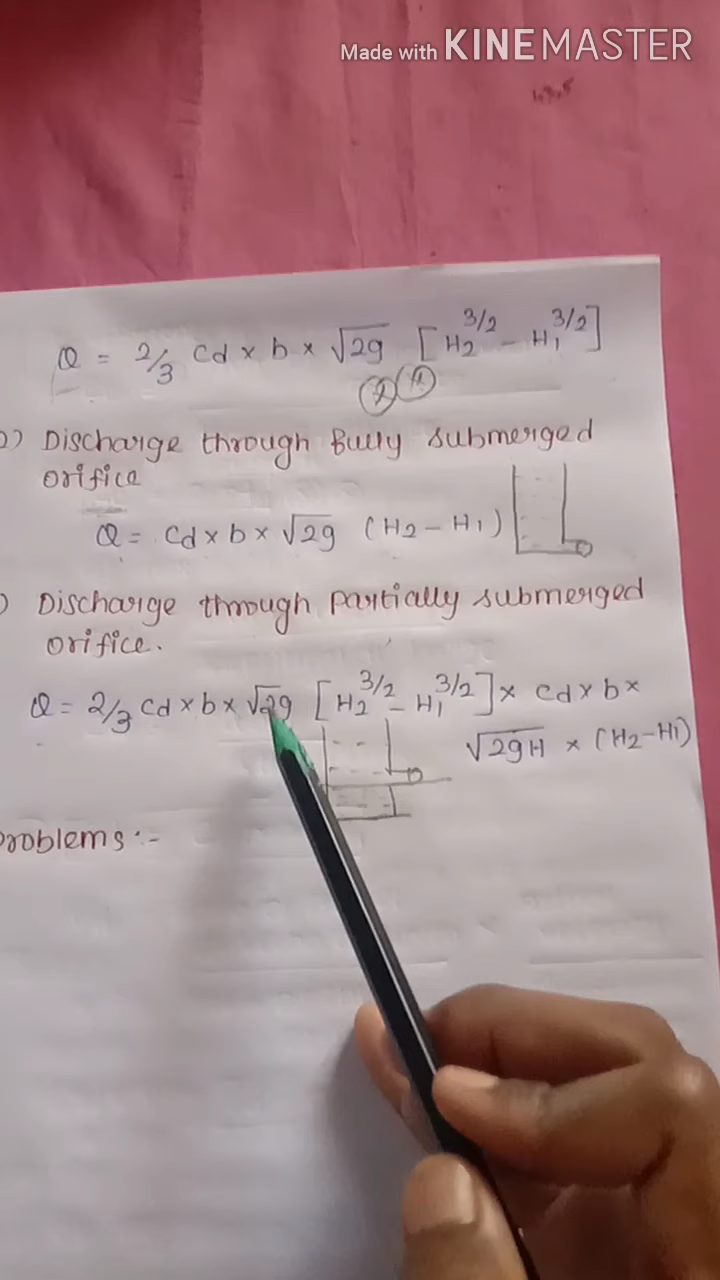 Made with KINEMASTER
Q = 2/3 Cd × b × √2g [H₂^3/2 - H₁^3/2]
2) Discharge through Fully submerged
orifice
Q = Cd × b × √2g (H2 - H1)
) Discharge through partially submerged
orifice.
Q = 2/3 Cd × b × √2g [H₂^3/2 - H₁^3/2] × Cd × b ×
√2gH × (H2-H1)
roblems :-